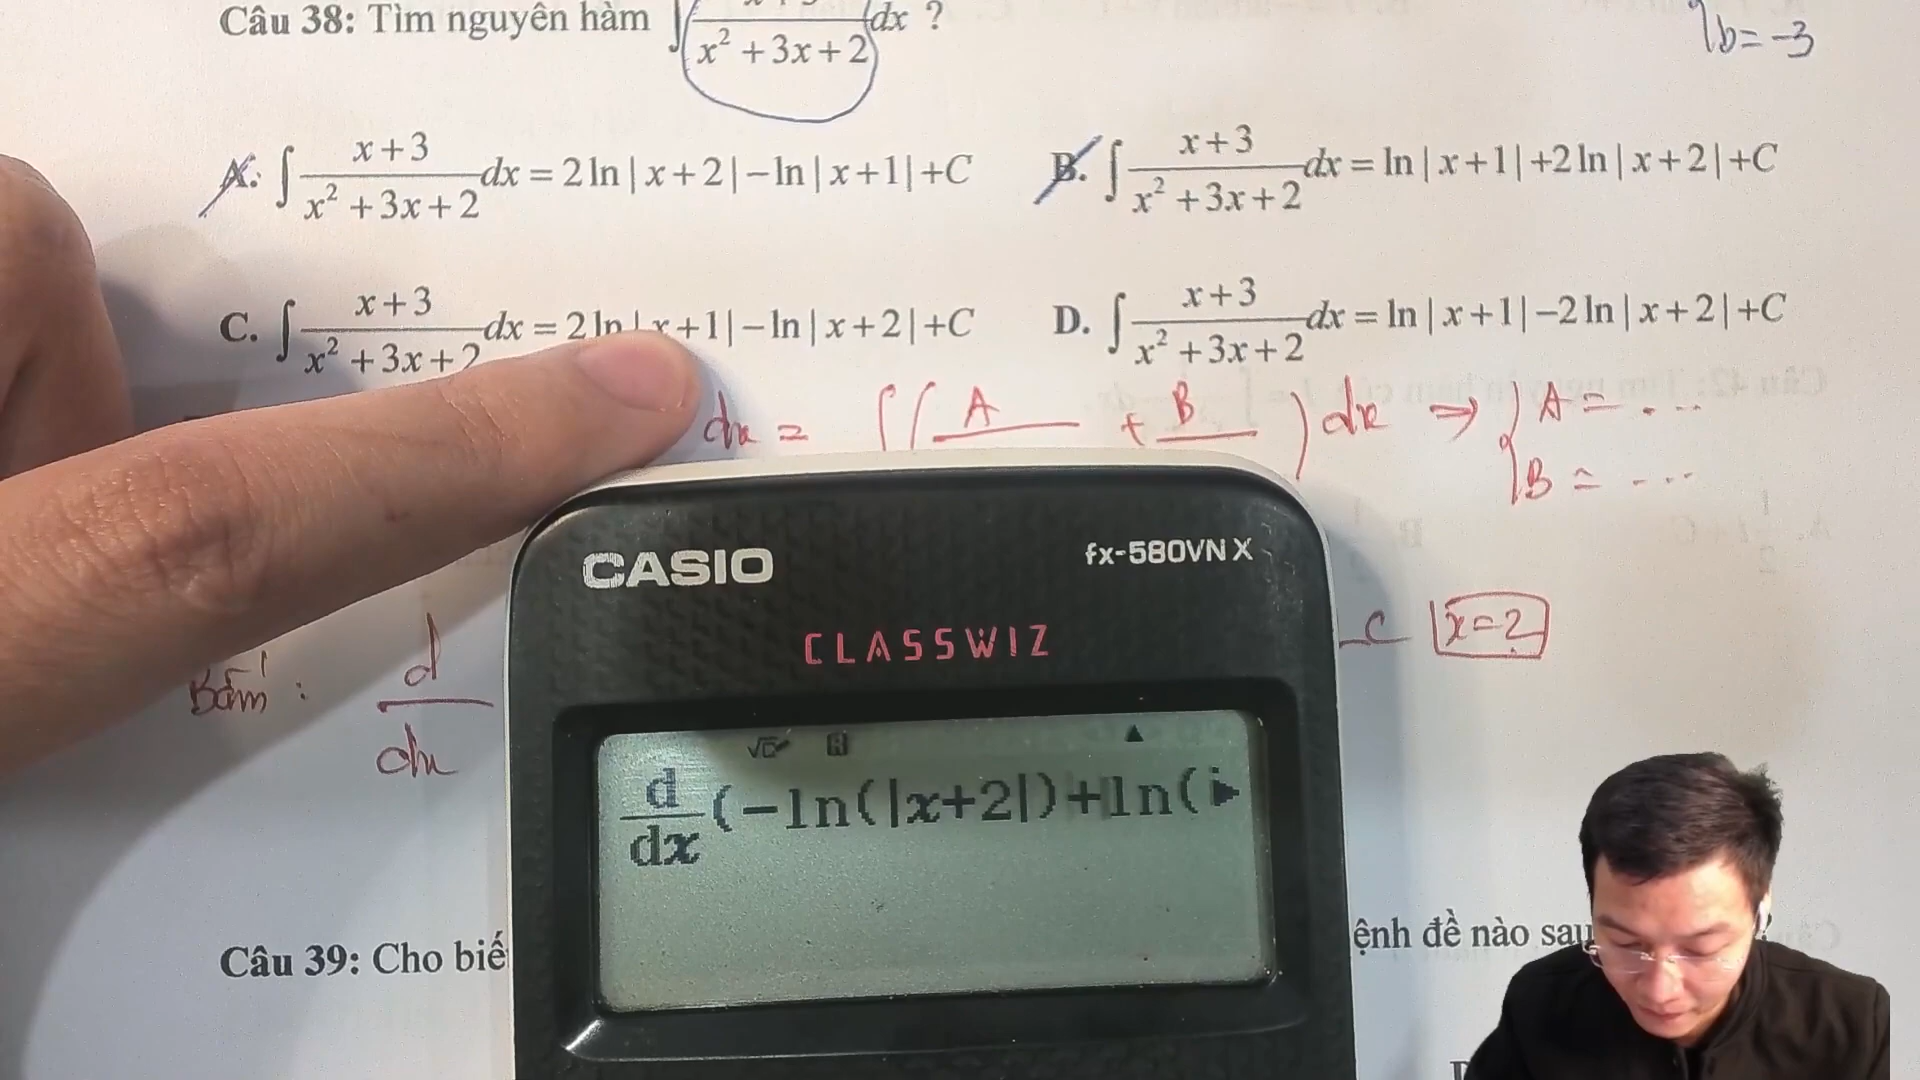 Câu 38: Tìm nguyên hàm ∫ x+3 / x² + 3x + 2 dx ?
b = -3
A. ∫ x+3 / x² + 3x + 2 dx = 2 ln | x + 2 | − ln | x + 1 | + C
B. ∫ x+3 / x² + 3x + 2 dx = ln | x + 1 | + 2 ln | x + 2 | + C
C. ∫ x+3 / x² + 3x + 2 dx = 2 ln | x + 1 | − ln | x + 2 | + C
D. ∫ x+3 / x² + 3x + 2 dx = ln | x + 1 | − 2 ln | x + 2 | + C
dx = ∫ ( A + B ) dx ⇒ { A = ...
B = ...
CASIO fx-580VN X
CLASSWIZ
C x = 2
Bấm : d / dx
d/dx (−ln(|x+2|)+ln(
Câu 39: Cho biế
ệnh đề nào sau